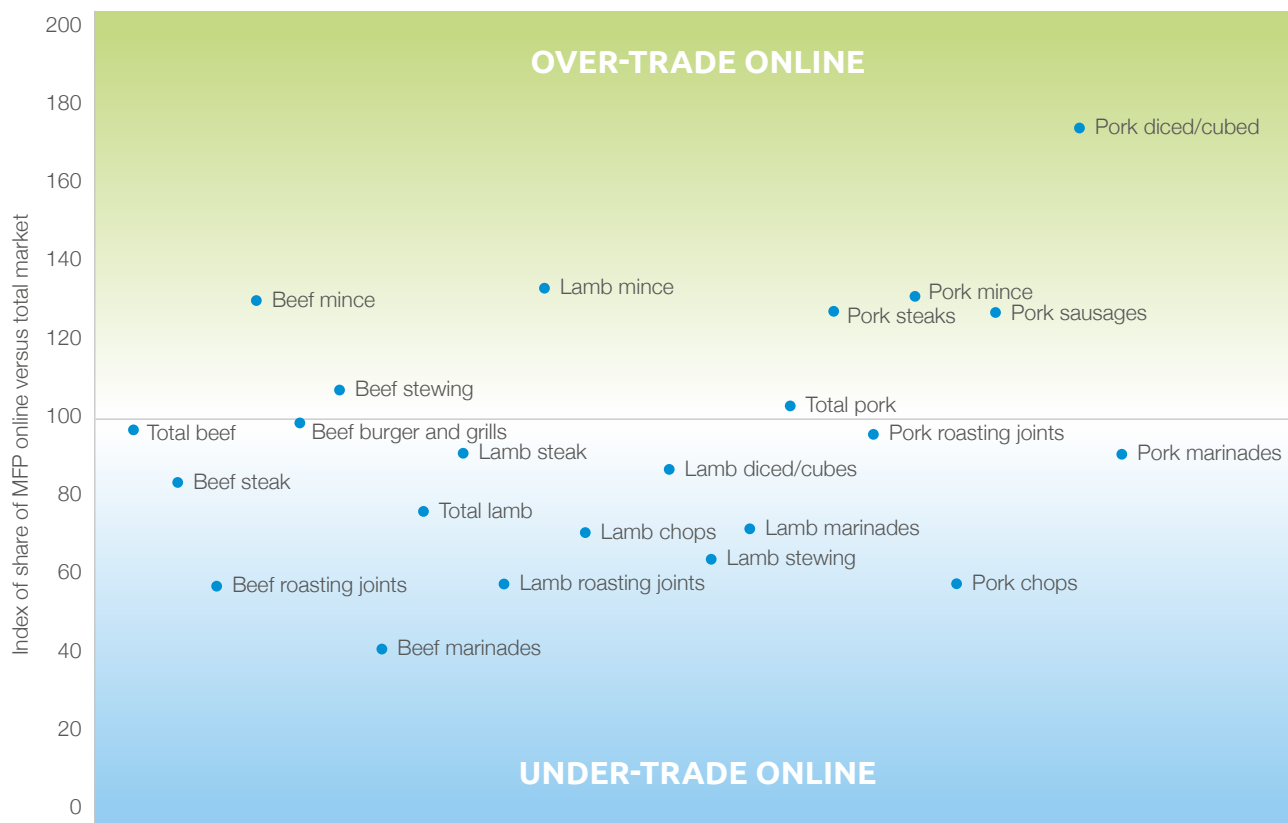 200
OVER-TRADE ONLINE
180
Pork diced/cubed
160
140
Beef mince
Lamb mince
Pork mince
Pork steaks
Pork sausages
120
Beef stewing
100
Total pork
Total beef
Beef burger and grills
Pork roasting joints
Lamb steak
Pork marinades
Lamb diced/cubes
Beef steak
80
Total lamb
Lamb chops
Lamb marinades
Lamb stewing
60
Beef roasting joints
Lamb roasting joints
Pork chops
40
Beef marinades
20
UNDER-TRADE ONLINE
0
Index of share of MFP online versus total market